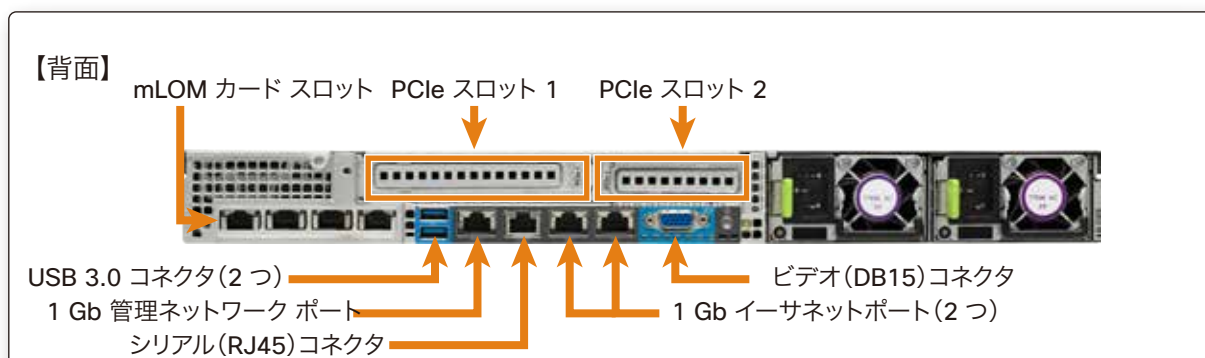 【背面】
mLOM カード スロット PCIe スロット 1 PCIe スロット 2
USB 3.0 コネクタ(2 つ) ビデオ(DB15)コネクタ
1 Gb 管理ネットワーク ポート 1 Gb イーサネットポート(2 つ)
シリアル(RJ45)コネクタ